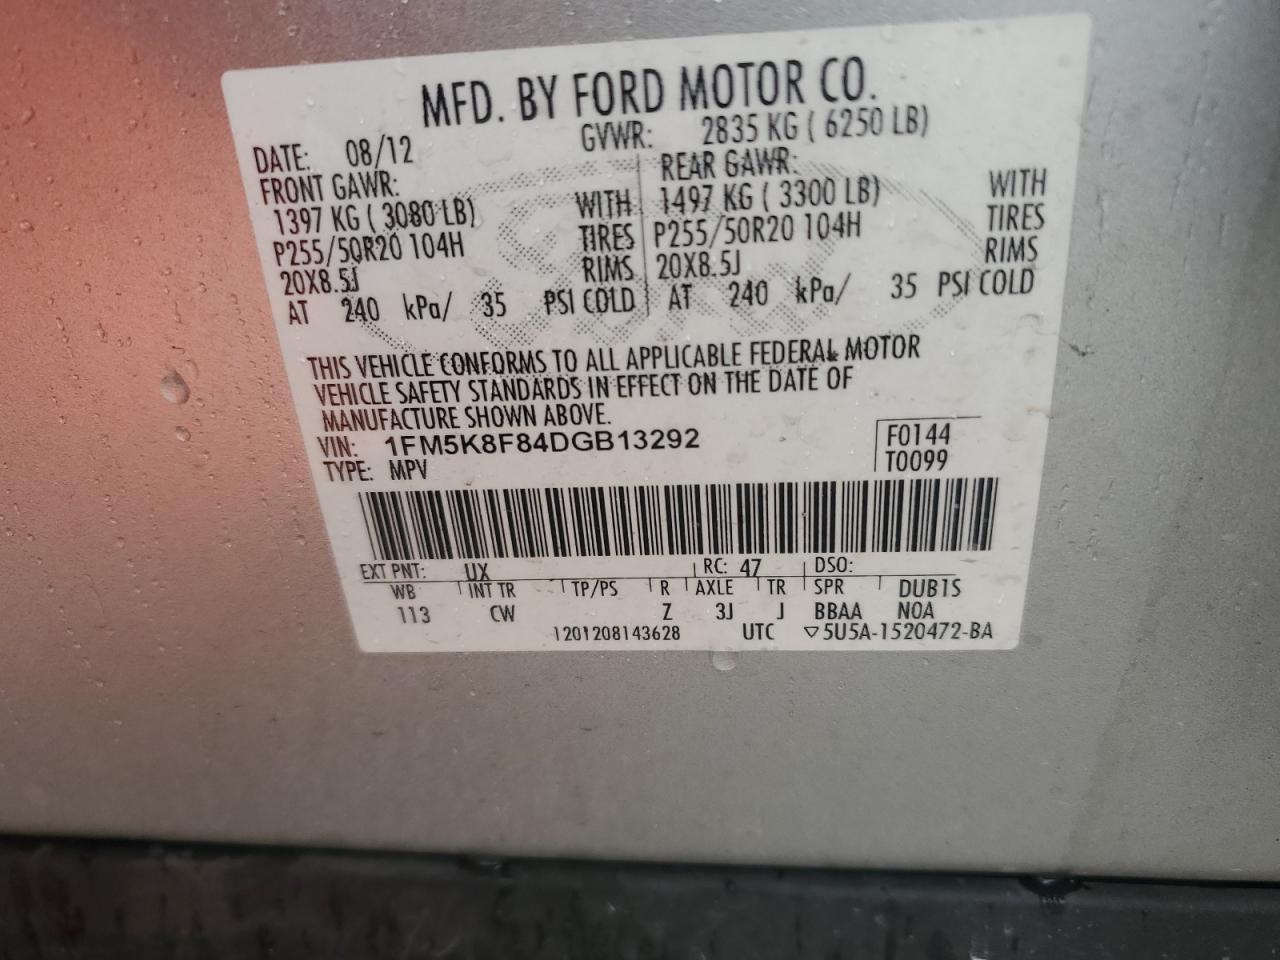 MFD. BY FORD MOTOR CO.
DATE: 08/12 GVWR: 2835 KG ( 6250 LB)
FRONT GAWR: REAR GAWR:
1397 KG ( 3080 LB) WITH 1497 KG ( 3300 LB) WITH
P255/50R20 104H TIRES P255/50R20 104H TIRES
20X8.5J RIMS 20X8.5J RIMS
AT 240 kPa/ 35 PSI COLD AT 240 kPa/ 35 PSI COLD
THIS VEHICLE CONFORMS TO ALL APPLICABLE FEDERAL MOTOR
VEHICLE SAFETY STANDARDS IN EFFECT ON THE DATE OF
MANUFACTURE SHOWN ABOVE.
VIN: 1FM5K8F84DGB13292 F0144
TYPE: MPV T0099
EXT PNT: UX RC: 47 DSO:
WB INT TR TP/PS R AXLE TR SPR DUB1S
113 CW Z 3J J BBAA NOA
1201208143628 UTC ▽5U5A-1520472-BA